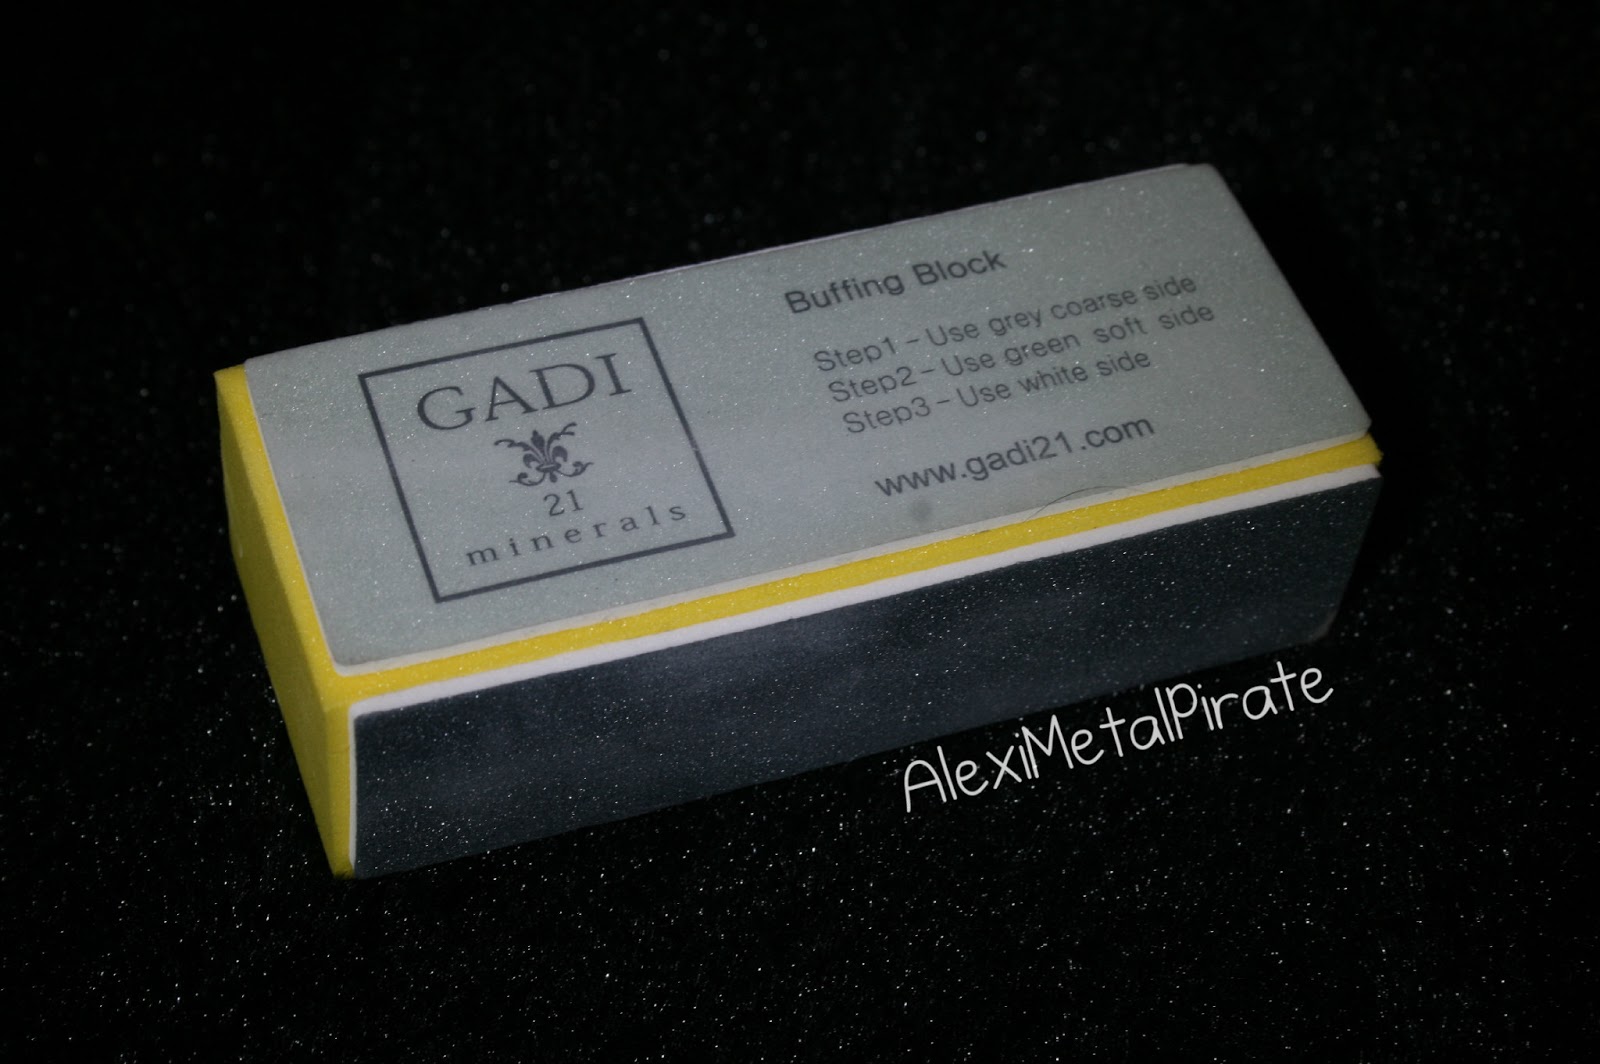 GADI
21
minerals
Buffing Block
Step1 – Use grey coarse side
Step2 – Use green soft side
Step3 – Use white side
www.gadi21.com
AlexiMetalPirate